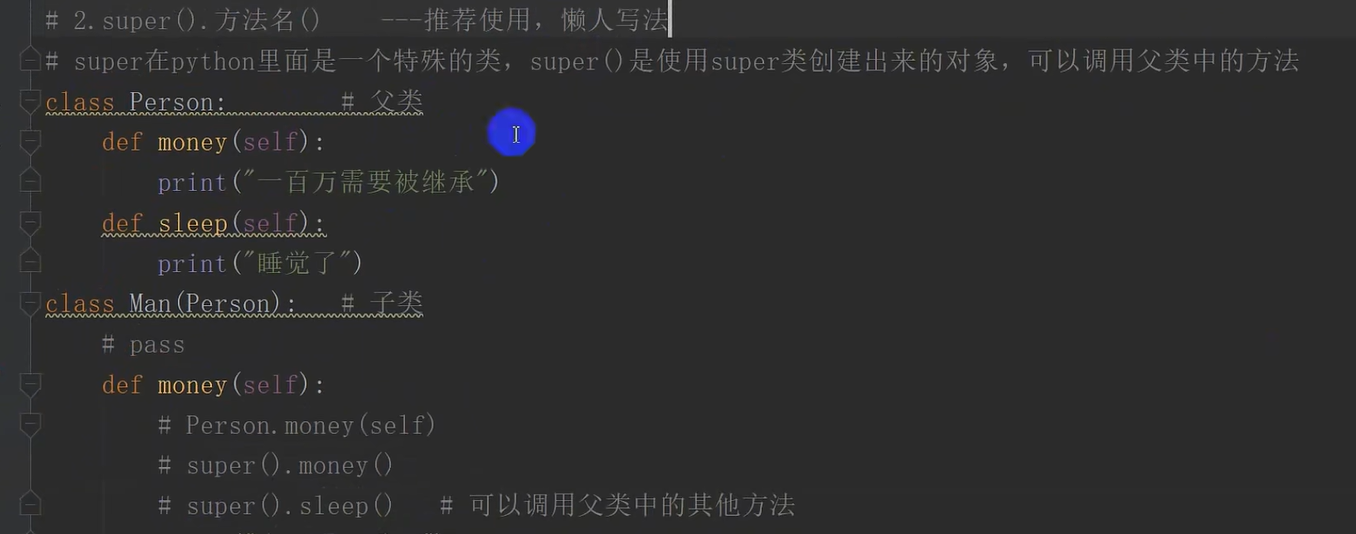 # 2.super().方法名()    ---推荐使用，懒人写法
# super在python里面是一个特殊的类，super()是使用super类创建出来的对象，可以调用父类中的方法
class Person:        # 父类
    def money(self):
        print("一百万需要被继承")
    def sleep(self):
        print("睡觉了")
class Man(Person):   # 子类
    # pass
    def money(self):
        # Person.money(self)
        # super().money()
        # super().sleep()   # 可以调用父类中的其他方法